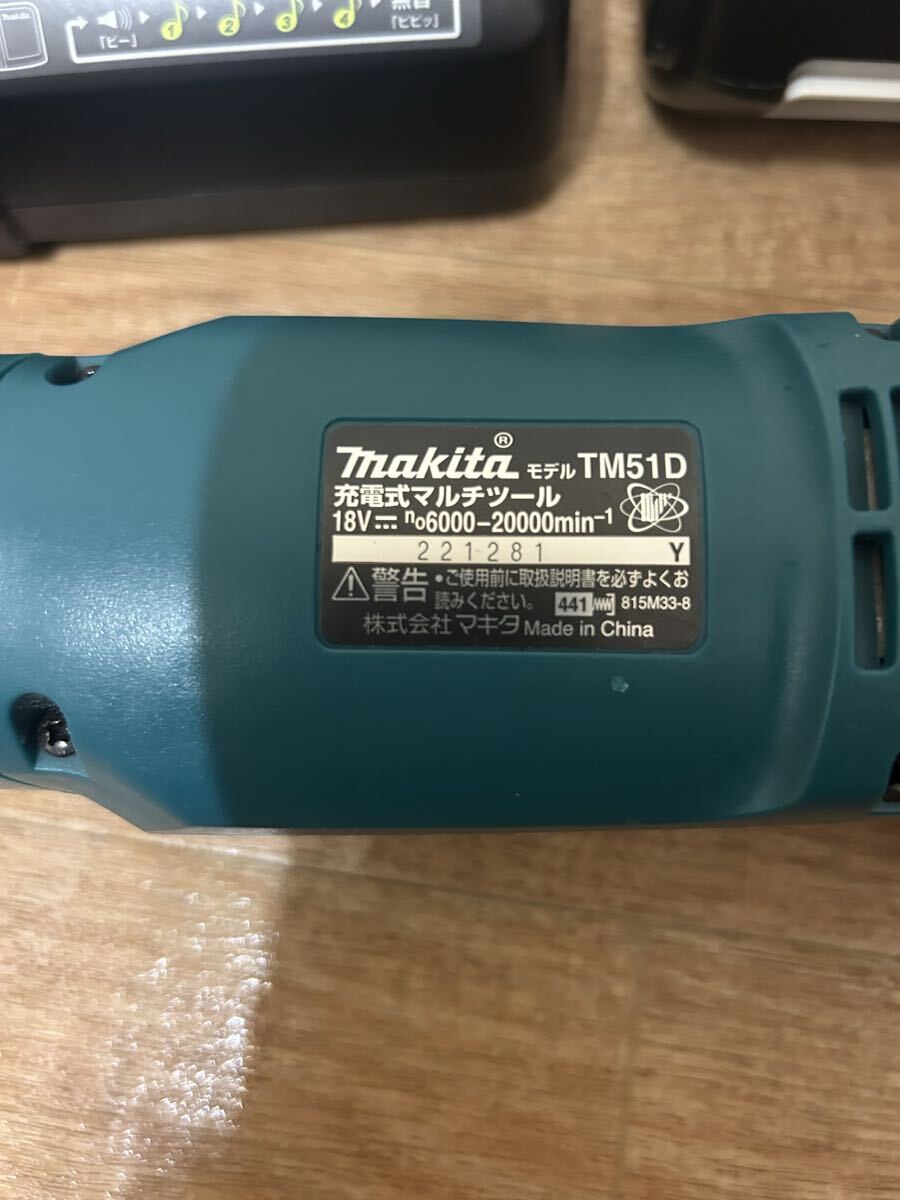 Makita
「ピー」 1 2 3 4 無音 「ピピッ」
makita® モデル TM51D
充電式マルチツール
18V⎓ n₀6000-20000min⁻¹
221281 Y
警告 •ご使用前に取扱説明書を必ずよくお
読みください。 441 815M33-8
株式会社マキタ Made in China